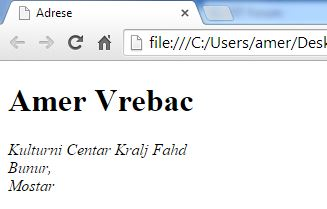 Adrese
file:///C:/Users/amer/Desk
Amer Vrebac
Kulturni Centar Kralj Fahd
Bunur,
Mostar